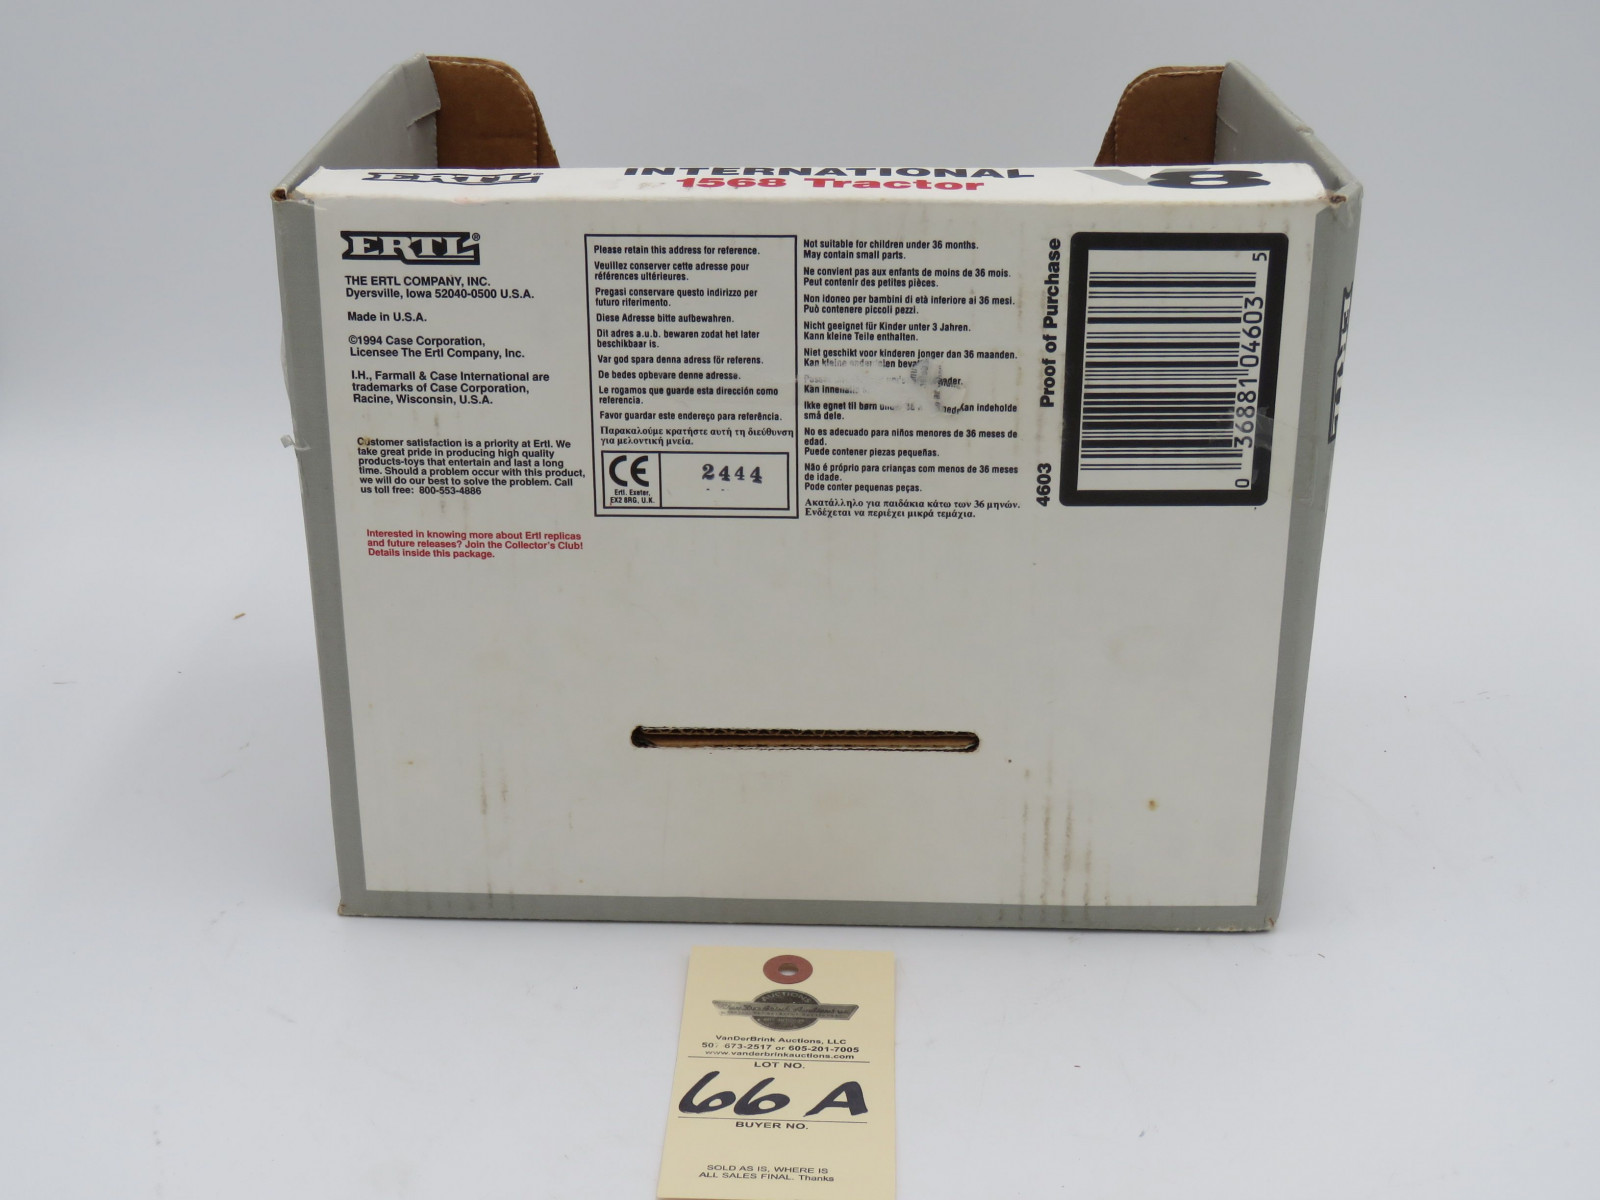 ERTL
INTERNATIONAL
1568 Tractor
V8
ERTL®
THE ERTL COMPANY, INC.
Dyersville, Iowa 52040-0500 U.S.A.
Made in U.S.A.
©1994 Case Corporation,
Licensee The Ertl Company, Inc.
I.H., Farmall & Case International are
trademarks of Case Corporation,
Racine, Wisconsin, U.S.A.
Customer satisfaction is a priority at Ertl. We
take great pride in producing high quality
products-toys that entertain and last a long
time. Should a problem occur with this product,
we will do our best to solve the problem. Call
us toll free: 800-553-4886
Interested in knowing more about Ertl replicas
and future releases? Join the Collector's Club!
Details inside this package.
Please retain this address for reference.
Veuillez conserver cette adresse pour
références ultérieures.
Pregasi conservare questo indirizzo per
futuro riferimento.
Diese Adresse bitte aufbewahren.
Dit adres a.u.b. bewaren zodat het later
beschikbaar is.
Var god spara denna adress för referens.
De bedes opbevare denne adresse.
Le rogamos que guarde esta dirección como
referencia.
Favor guardar este endereço para referência.
Παρακαλούμε κρατήστε αυτή τη διεύθυνση
για μελοντική μνεία.
CE
Ertl, Exeter,
EX2 8RG, U.K.
2444
Not suitable for children under 36 months.
May contain small parts.
Ne convient pas aux enfants de moins de 36 mois.
Peut contenir des petites pièces.
Non idoneo per bambini di età inferiore ai 36 mesi.
Può contenere piccoli pezzi.
Nicht geeignet für Kinder unter 3 Jahren.
Kann kleine Teile enthalten.
Niet geschikt voor kinderen jonger dan 36 maanden.
Kan kleine
Kan
Ikke egnet til børn kan indeholde
små dele.
No es adecuado para niños menores de 36 meses de
edad.
Puede contener piezas pequeñas.
Não é próprio para crianças com menos de 36 meses
de idade.
Pode conter pequenas peças.
Ακατάλληλο για παιδάκια κάτω των 36 μηνών.
Ενδέχεται να περιέχει μικρά τεμάχια.
4603 Proof of Purchase
0 36881 04603 5
ERTL
AUCTIONS
VanDerBrink Auctions, LLC
673-2517 or 605-201-7005
www.vanderbrinkauctions.com
LOT NO.
66 A
BUYER NO.
SOLD AS IS, WHERE IS
ALL SALES FINAL. Thanks